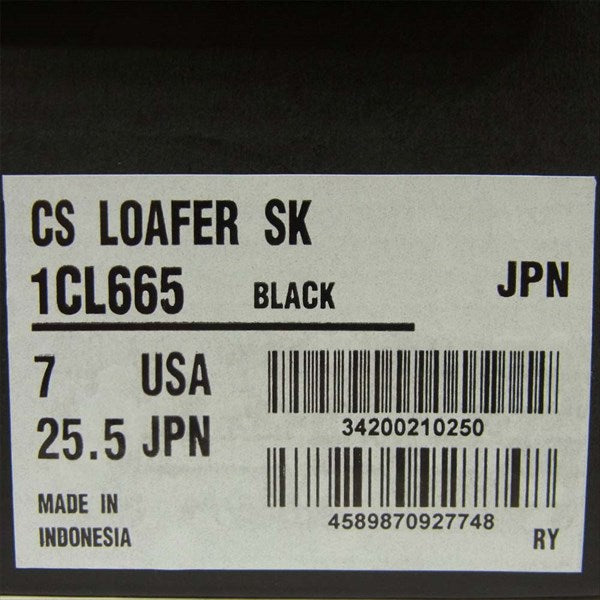 CS LOAFER SK
1CL665 BLACK JPN
7 USA
34200210250
25.5 JPN
4589870927748
MADE IN
INDONESIA
RY